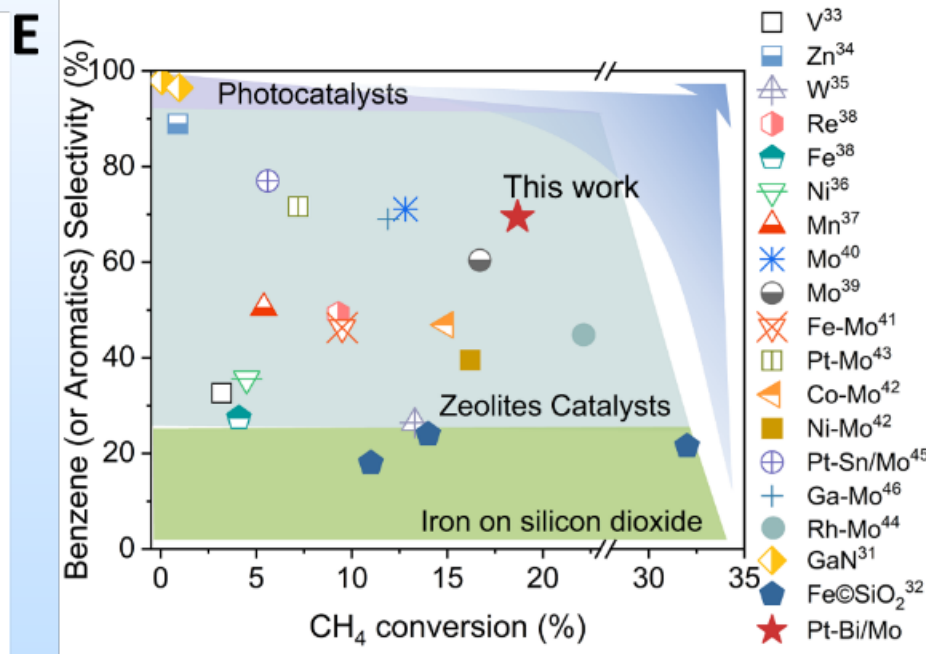 E
Benzene (or Aromatics) Selectivity (%)
100
80
60
40
20
0
Photocatalysts
This work
Zeolites Catalysts
Iron on silicon dioxide
0 5 10 15 20 30 35
CH₄ conversion (%)
V³³
Zn³⁴
W³⁵
Re³⁸
Fe³⁸
Ni³⁶
Mn³⁷
Mo⁴⁰
Mo³⁹
Fe-Mo⁴¹
Pt-Mo⁴³
Co-Mo⁴²
Ni-Mo⁴²
Pt-Sn/Mo⁴⁵
Ga-Mo⁴⁶
Rh-Mo⁴⁴
GaN³¹
Fe©SiO₂³²
Pt-Bi/Mo